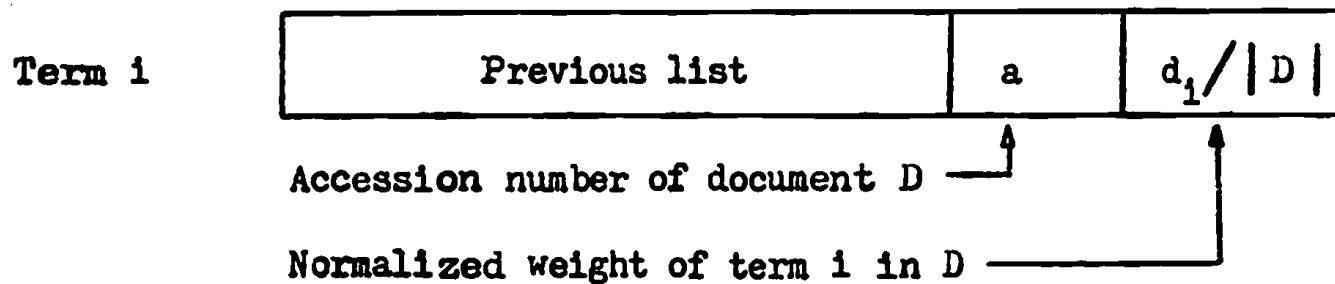 Term i Previous list a d_i/|D|
Accession number of document D
Normalized weight of term i in D